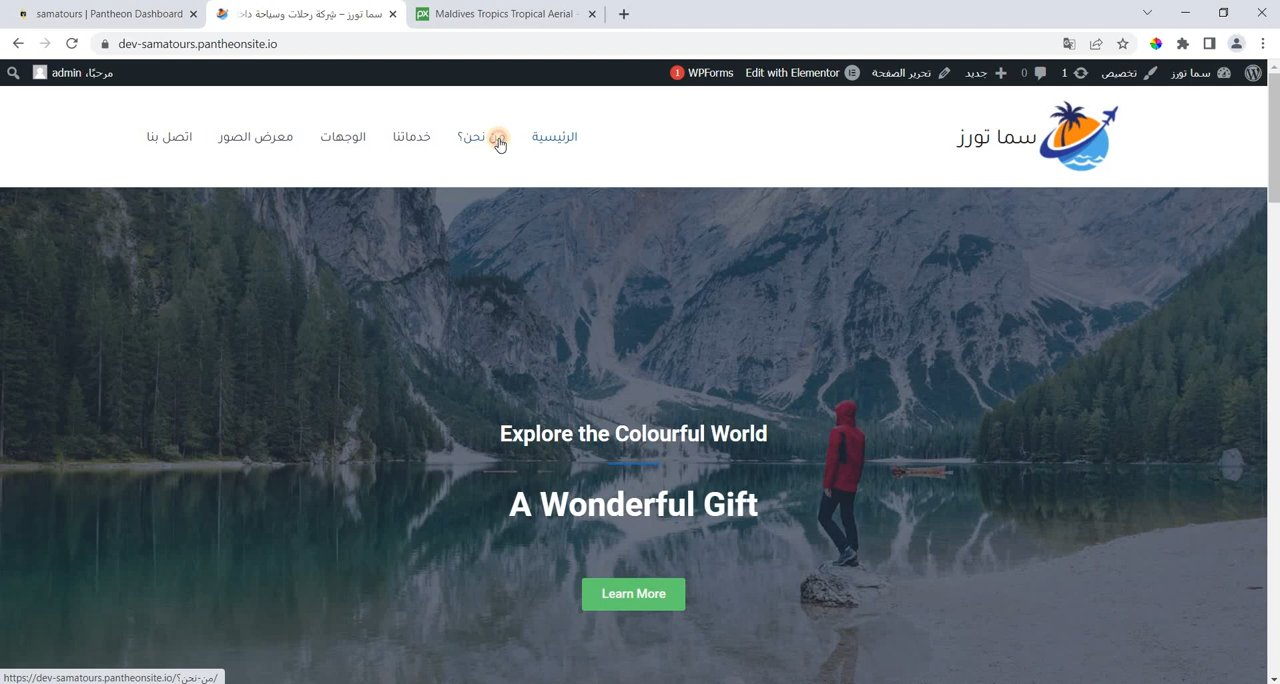 samatours | Pantheon Dashboard
سما تورز – شركة رحلات وسياحة داخ
Maldives Tropics Tropical Aerial -
dev-samatours.pantheonsite.io
سما تورز
تخصيص
1
0
جديد
تحرير الصفحة
Edit with Elementor
WPForms 1
مرحبًا، admin
سما تورز
الرئيسية
من نحن؟
خدماتنا
الوجهات
معرض الصور
اتصل بنا
Explore the Colourful World
A Wonderful Gift
Learn More
https://dev-samatours.pantheonsite.io/من-نحن؟/